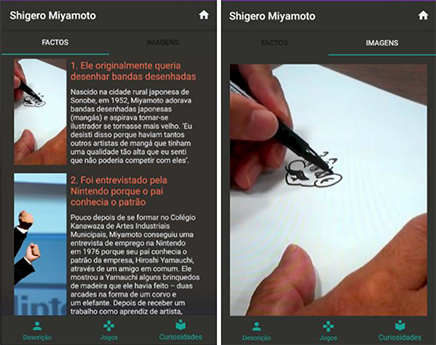 Shigero Miyamoto
FACTOS
IMAGENS
1. Ele originalmente queria
desenhar bandas desenhadas
Nascido na cidade rural japonesa de
Sonobe, em 1952, Miyamoto adorava
bandas desenhadas japonesas
(mangás) e aspirava tornar-se
ilustrador se tornasse mais velho. 'Eu
desisti disso porque haviam tantos
outros artistas de mangá que tinham
uma qualidade tão alta que eu senti
que não poderia competir com eles'.
2. Foi entrevistado pela
Nintendo porque o pai
conhecia o patrão
Pouco depois de se formar no Colégio
Kanawaza de Artes Industriais
Municipais, Miyamoto conseguiu uma
entrevista de emprego na Nintendo
em 1976 porque seu pai conhecia o
patrão da empresa, Hiroshi Yamauchi,
através de um amigo em comum. Ele
mostrou a Yamauchi alguns brinquedos
de madeira que ele havia feito – duas
arcades na forma de um corvo e
um elefante. Depois de receber um
trabalho como aprendiz de artista,
Descrição
Jogos
Curiosidades
Shigero Miyamoto
FACTOS
IMAGENS
Descrição
Jogos
Curiosidades